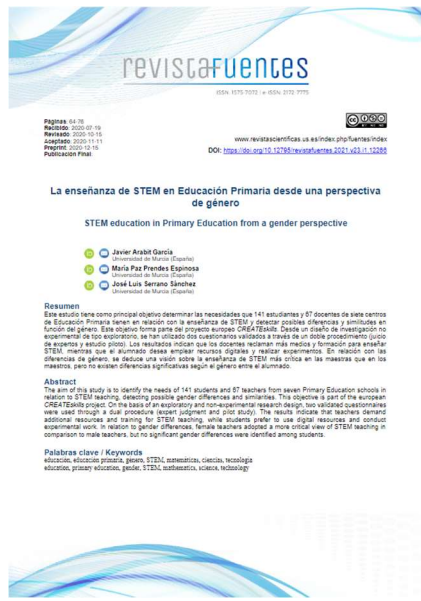 revistaFUENTES
ISSN: 1575-7072 / e-ISSN: 2172-7775
Páginas: 64-76
Recibido: 2020-07-19
Revisado: 2020-10-15
Aceptado: 2020-11-11
Preprint: 2020-12-15
Publicación Final:
www.revistascientificas.us.es/index.php/fuentes/index
DOI: https://doi.org/10.12795/revistafuentes.2021.v23.i1.12266
La enseñanza de STEM en Educación Primaria desde una perspectiva
de género
STEM education in Primary Education from a gender perspective
Javier Arabit García
Universidad de Murcia (España)
María Paz Prendes Espinosa
Universidad de Murcia (España)
José Luis Serrano Sánchez
Universidad de Murcia (España)
Resumen
Este estudio tiene como principal objetivo determinar las necesidades que 141 estudiantes y 67 docentes de siete centros
de Educación Primaria tienen en relación con la enseñanza de STEM y detectar posibles diferencias y similitudes en
función del género. Este objetivo forma parte del proyecto europeo CREATEskills. Desde un diseño de investigación no
experimental de tipo exploratorio, se han utilizado dos cuestionarios validados a través de un doble procedimiento (juicio
de expertos y estudio piloto). Los resultados indican que los docentes reclaman más medios y formación para enseñar
STEM, mientras que el alumnado desea emplear recursos digitales y realizar experimentos. En relación con las
diferencias de género, se deduce una visión sobre la enseñanza de STEM más crítica en las maestras que en los
maestros, pero no existen diferencias significativas según el género entre el alumnado.
Abstract
The aim of this study is to identify the needs of 141 students and 67 teachers from seven Primary Education schools in
relation to STEM teaching, detecting possible gender differences and similarities. This objective is part of the european
CREATEskills project. On the basis of an exploratory and non-experimental research design, two validated questionnaires
were used through a dual procedure (expert judgment and pilot study). The results indicate that teachers demand
additional resources and training for STEM teaching, while students prefer to use digital resources and conduct
experimental work. In relation to gender differences, female teachers adopted a more critical view of STEM teaching in
comparison to male teachers, but no significant gender differences were identified among students.
Palabras clave / Keywords
educación, educación primaria, género, STEM, matemáticas, ciencias, tecnología
education, primary education, gender, STEM, mathematics, science, technology